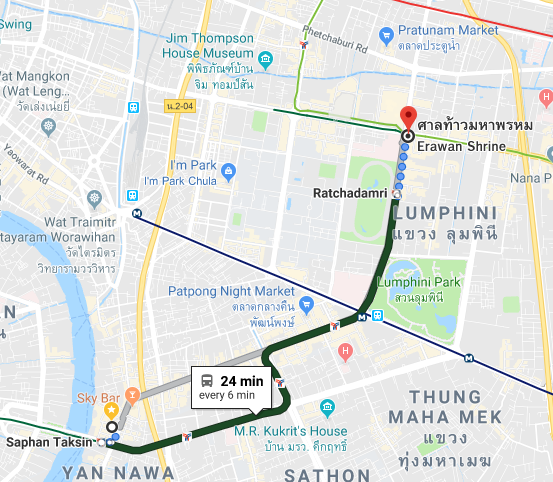 Swing
Jim Thompson
House Museum
พิพิธภัณฑ์บ้าน
จิม ทอมป์สัน
Phetchaburi Rd
Pratunam Market
ตลาดประตูน้ำ
Wat Mangkon
(Wat Leng...
วัดเล่งเน่ยยี่
น.2-04
ศาลท้าวมหาพรหม
Erawan Shrine
Yaowarat Rd
I'm Park
I'm Park Chula
Nana P
Ratchadamri
LUMPHINI
แขวง ลุมพินี
Wat Traimitr
tayaram Worawihan
วัดไตรมิตร
วิทยารามวรวิหาร
M
Lumphini Park
สวนลุมพินี
Patpong Night Market
ตลาดกลางคืน
พัฒน์พงษ์
M
M
H
H
H
AN
24 min
every 6 min
Sky Bar
THUNG
MAHA MEK
แขวง
ทุ่งมหาเมฆ
M.R. Kukrit's House
บ้าน มรว. คึกฤทธิ์
Saphan Taksin
YAN NAWA
SATHON